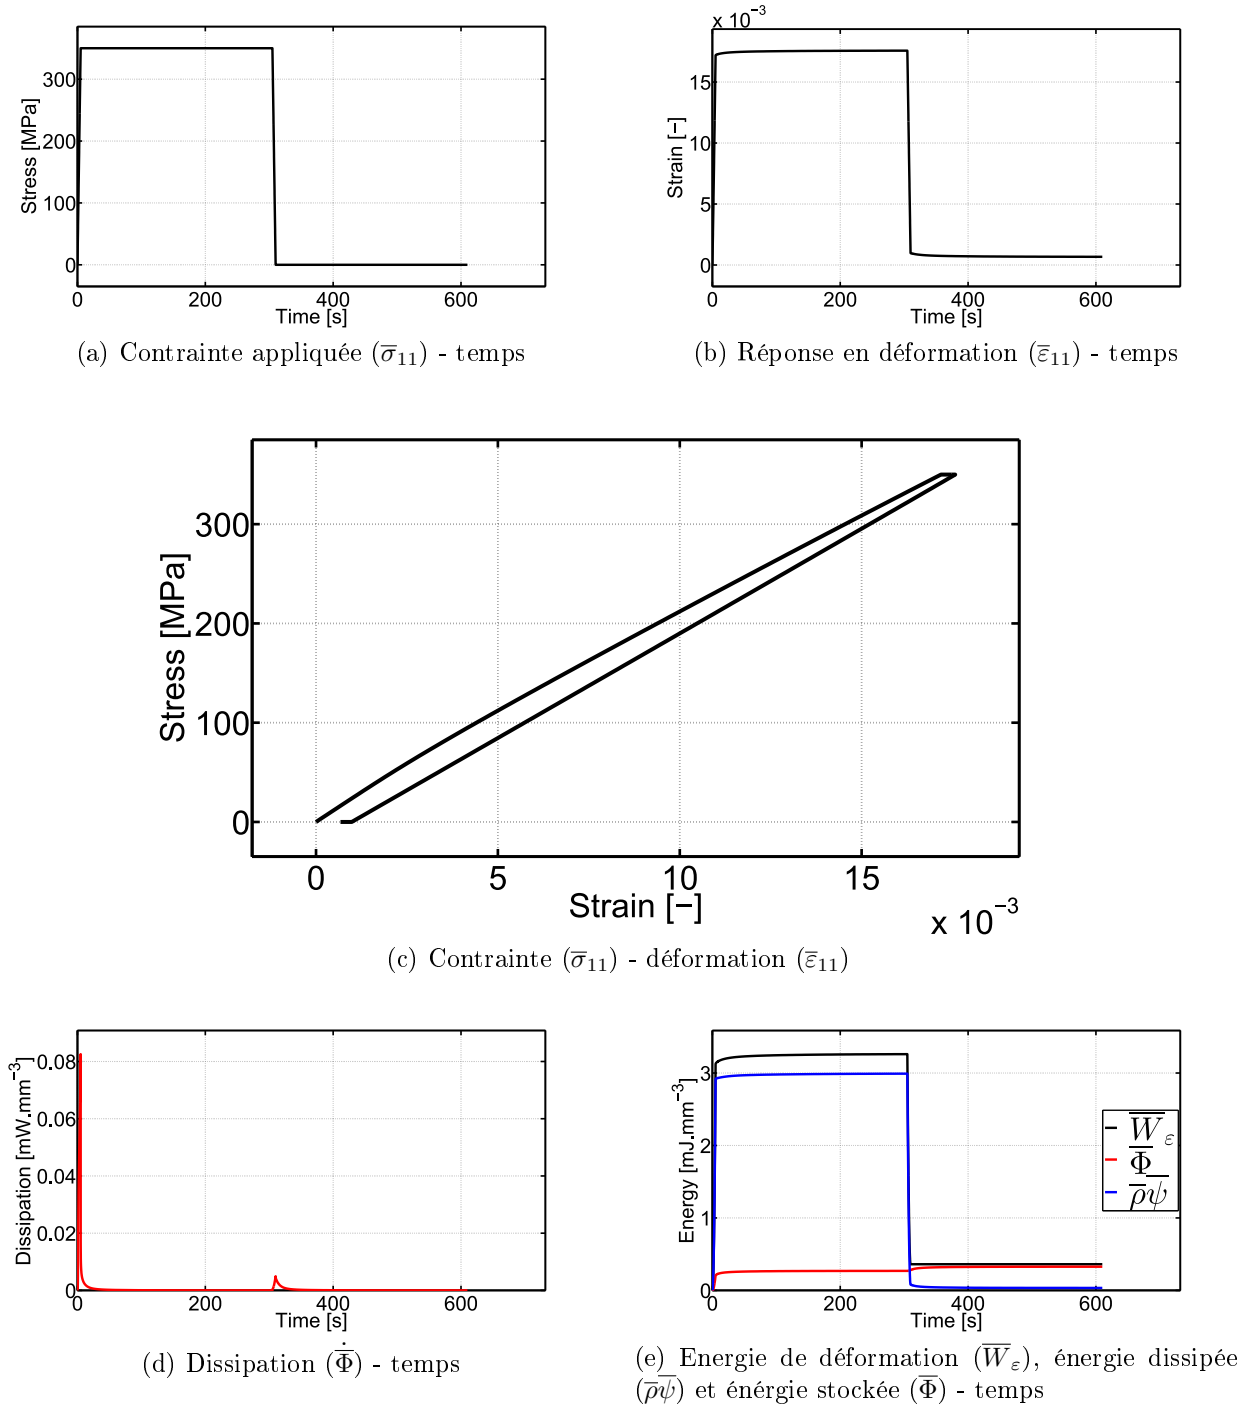 300
200
100
0
Stress [MPa]
0 200 400 600
Time [s]
(a) Contrainte appliquée (σ̅₁₁) - temps
x 10⁻³
15
10
5
0
Strain [−]
0 200 400 600
Time [s]
(b) Réponse en déformation (ε̅₁₁) - temps
300
200
100
0
Stress [MPa]
0 5 10 15
Strain [−]
x 10⁻³
(c) Contrainte (σ̅₁₁) - déformation (ε̅₁₁)
0.08
0.06
0.04
0.02
0
Dissipation [mW.mm⁻³]
0 200 400 600
Time [s]
(d) Dissipation (Φ̅̇) - temps
3
2
1
0
Energy [mJ.mm⁻³]
0 200 400 600
Time [s]
W̅_ε
Φ̅
ρ̅ψ̅
(e) Energie de déformation (W̅_ε), énergie dissipée
(ρ̅ψ̅) et énérgie stockée (Φ̅) - temps